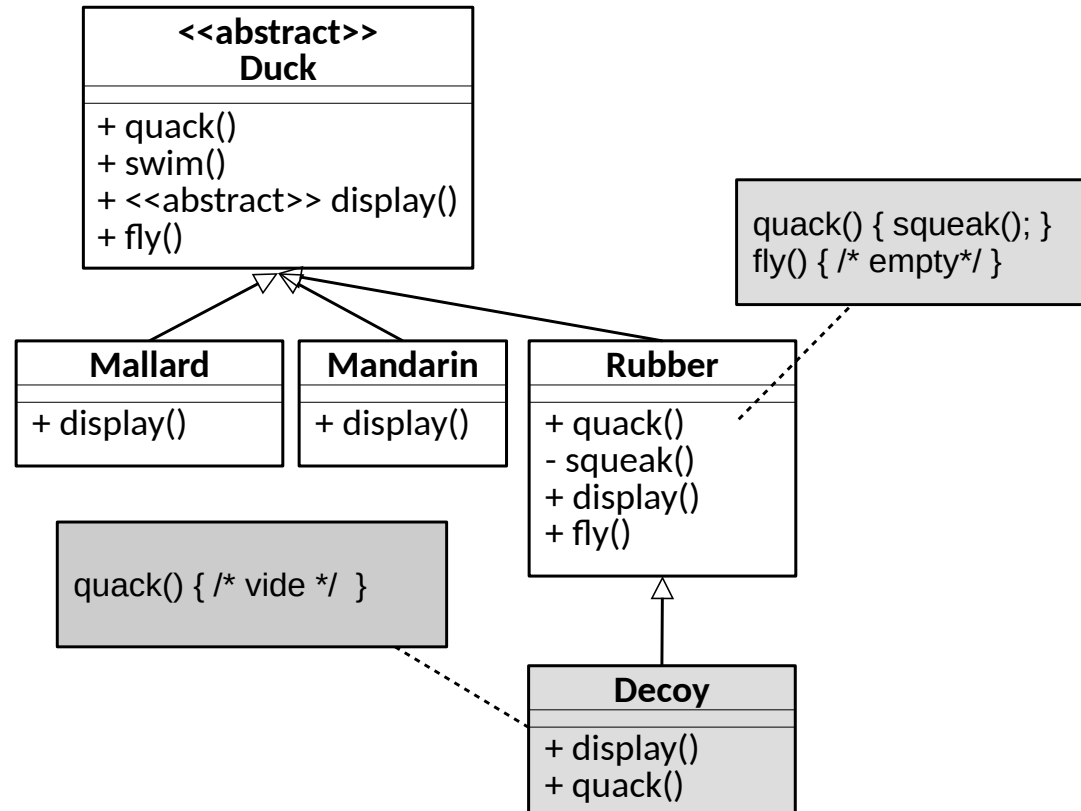 <<abstract>>
Duck
+ quack()
+ swim()
+ <<abstract>> display()
+ fly()
quack() { squeak(); }
fly() { /* empty*/ }
Mallard
+ display()
Mandarin
+ display()
Rubber
+ quack()
- squeak()
+ display()
+ fly()
quack() { /* vide */  }
Decoy
+ display()
+ quack()